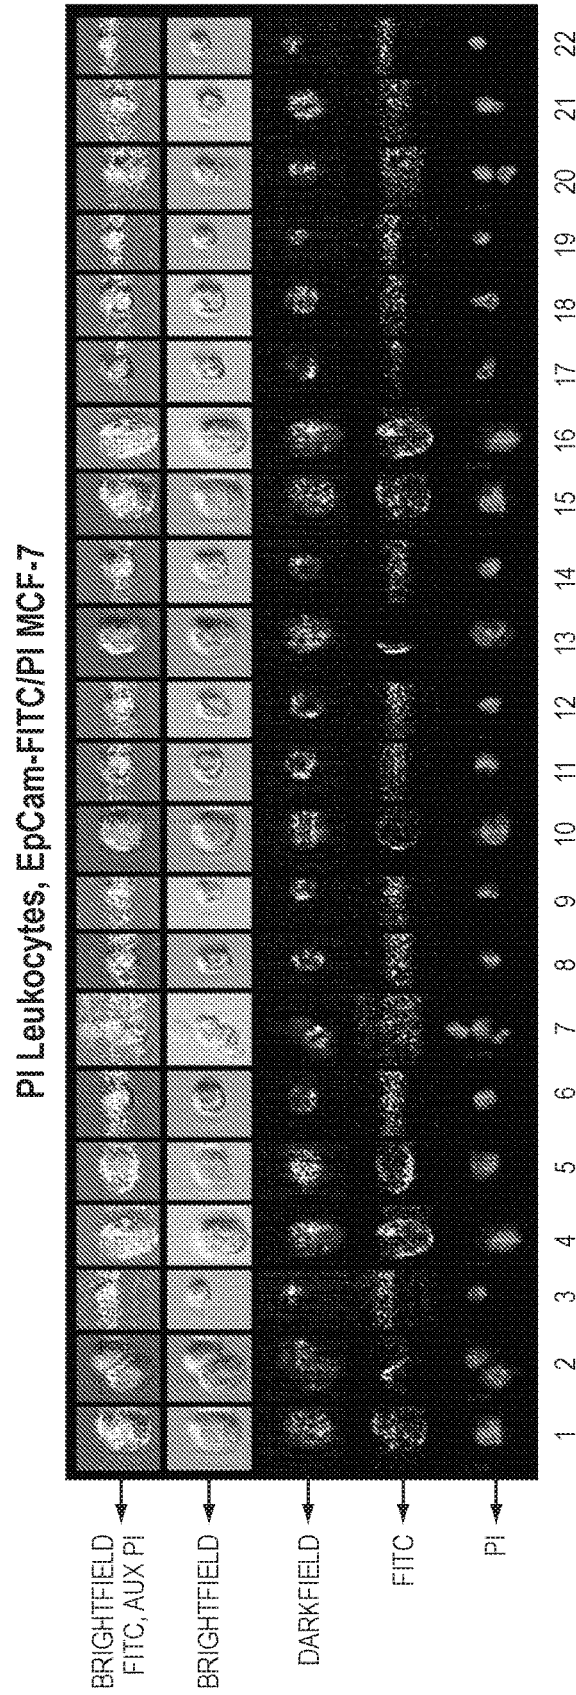 PI Leukocytes, EpCam-FITC/PI MCF-7
BRIGHTFIELD
FITC, AUX PI
BRIGHTFIELD
DARKFIELD
FITC
PI
1 2 3 4 5 6 7 8 9 10 11 12 13 14 15 16 17 18 19 20 21 22